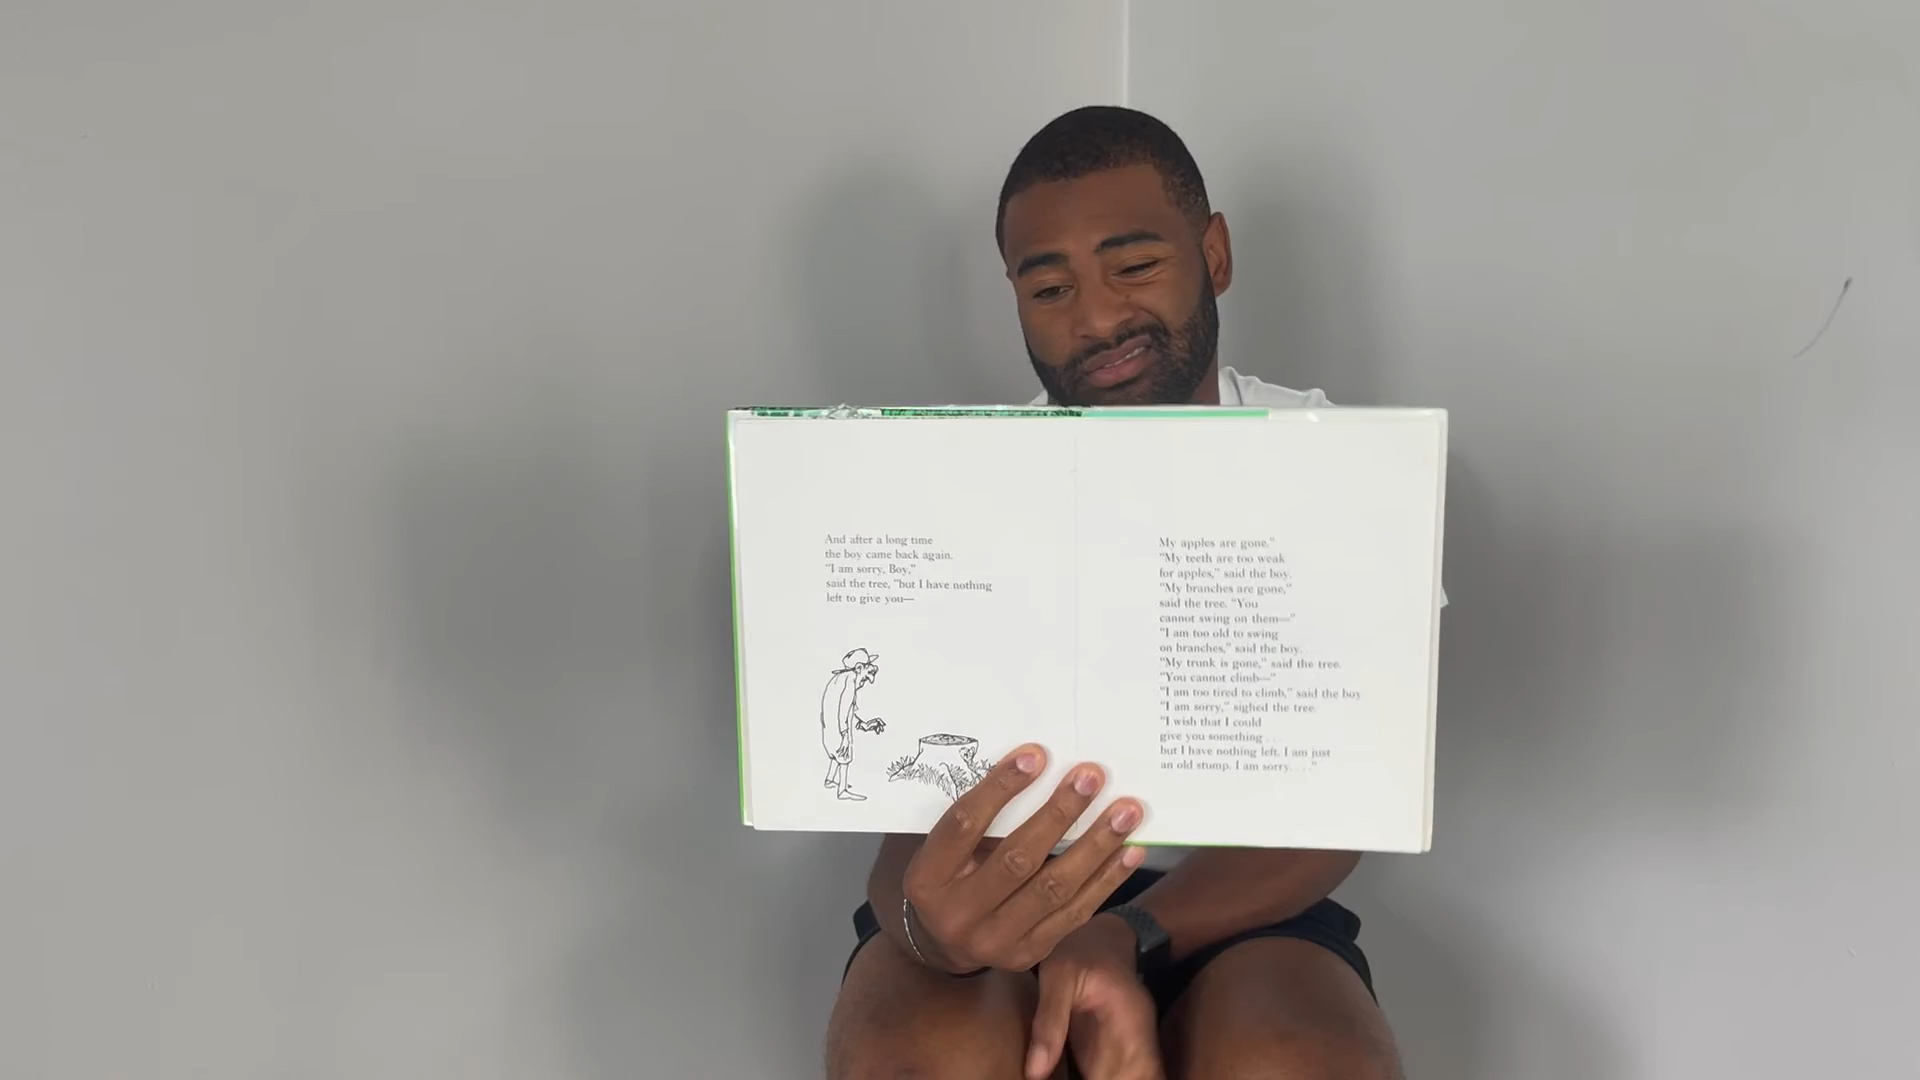 And after a long time
the boy came back again.
"I am sorry, Boy,"
said the tree, "but I have nothing
left to give you—
My apples are gone."
"My teeth are too weak
for apples," said the boy.
"My branches are gone,"
said the tree. "You
cannot swing on them—"
"I am too old to swing
on branches," said the boy.
"My trunk is gone," said the tree.
"You cannot climb—"
"I am too tired to climb," said the boy
"I am sorry," sighed the tree.
"I wish that I could
give you something . . .
but I have nothing left. I am just
an old stump. I am sorry. . . ."